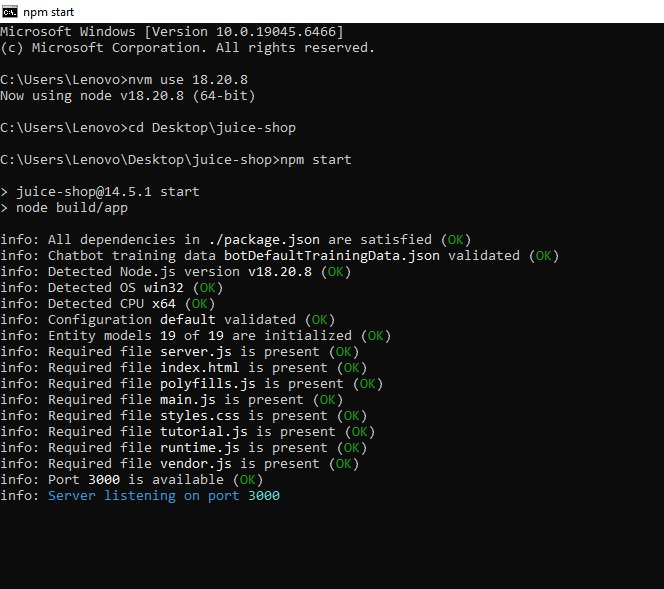 npm start
Microsoft Windows [Version 10.0.19045.6466]
(c) Microsoft Corporation. All rights reserved.
C:\Users\Lenovo>nvm use 18.20.8
Now using node v18.20.8 (64-bit)
C:\Users\Lenovo>cd Desktop\juice-shop
C:\Users\Lenovo\Desktop\juice-shop>npm start
> juice-shop@14.5.1 start
> node build/app
info: All dependencies in ./package.json are satisfied (OK)
info: Chatbot training data botDefaultTrainingData.json validated (OK)
info: Detected Node.js version v18.20.8 (OK)
info: Detected OS win32 (OK)
info: Detected CPU x64 (OK)
info: Configuration default validated (OK)
info: Entity models 19 of 19 are initialized (OK)
info: Required file server.js is present (OK)
info: Required file index.html is present (OK)
info: Required file polyfills.js is present (OK)
info: Required file main.js is present (OK)
info: Required file styles.css is present (OK)
info: Required file tutorial.js is present (OK)
info: Required file runtime.js is present (OK)
info: Required file vendor.js is present (OK)
info: Port 3000 is available (OK)
info: Server listening on port 3000